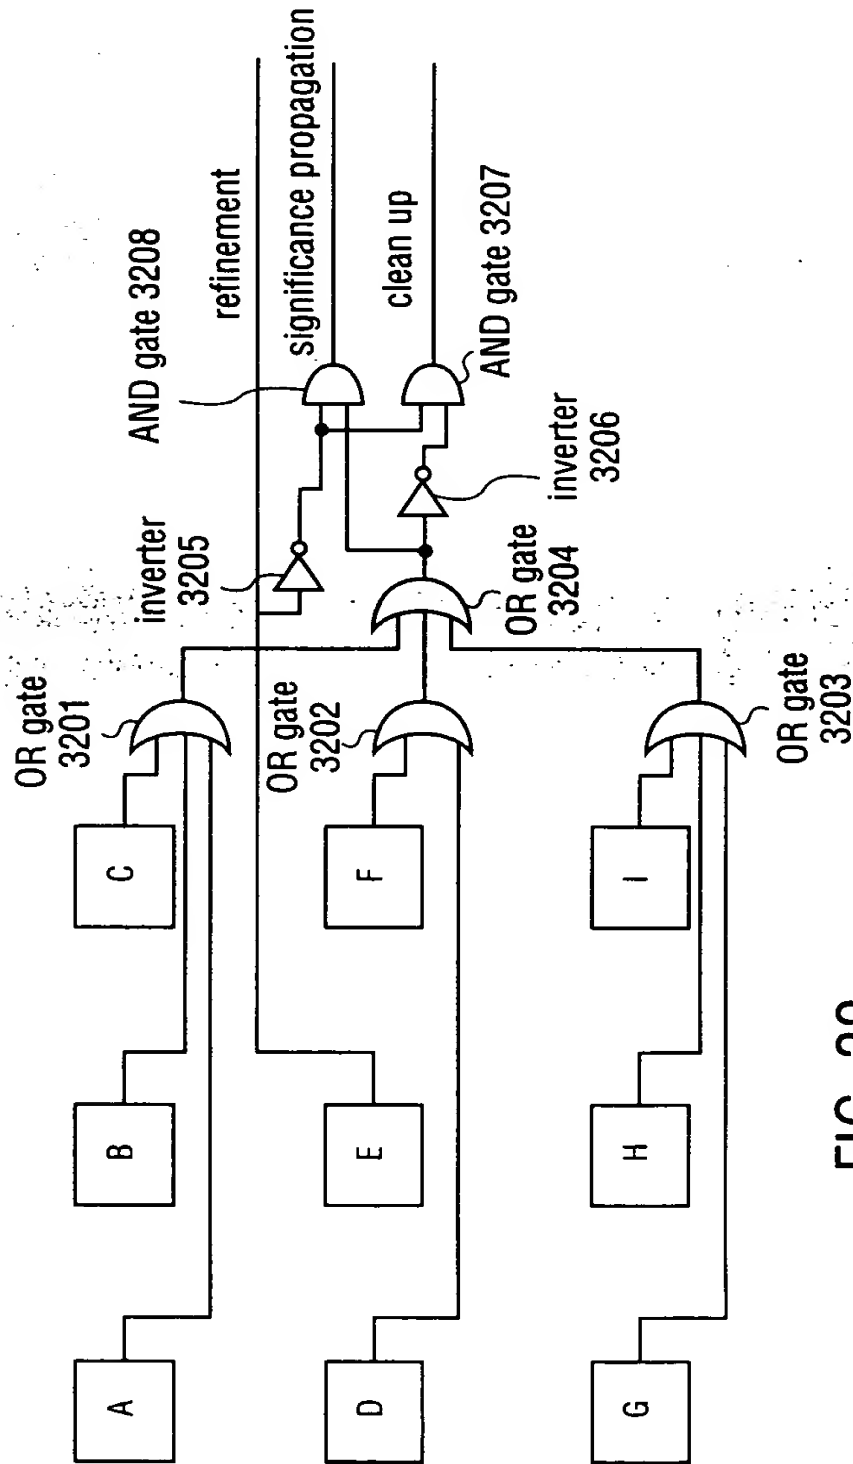 A
B
C
OR gate
3201
inverter
3205
AND gate 3208
refinement
significance propagation
D
E
F
OR gate
3202
clean up
AND gate 3207
OR gate
3204
inverter
3206
G
H
I
OR gate
3203
FIG.